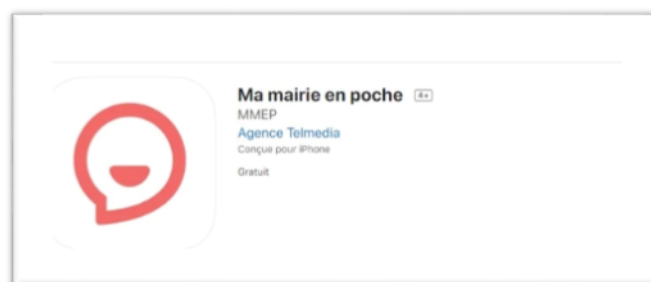 Ma mairie en poche 4+
MMEP
Agence Telmedia
Conçue pour iPhone
Gratuit